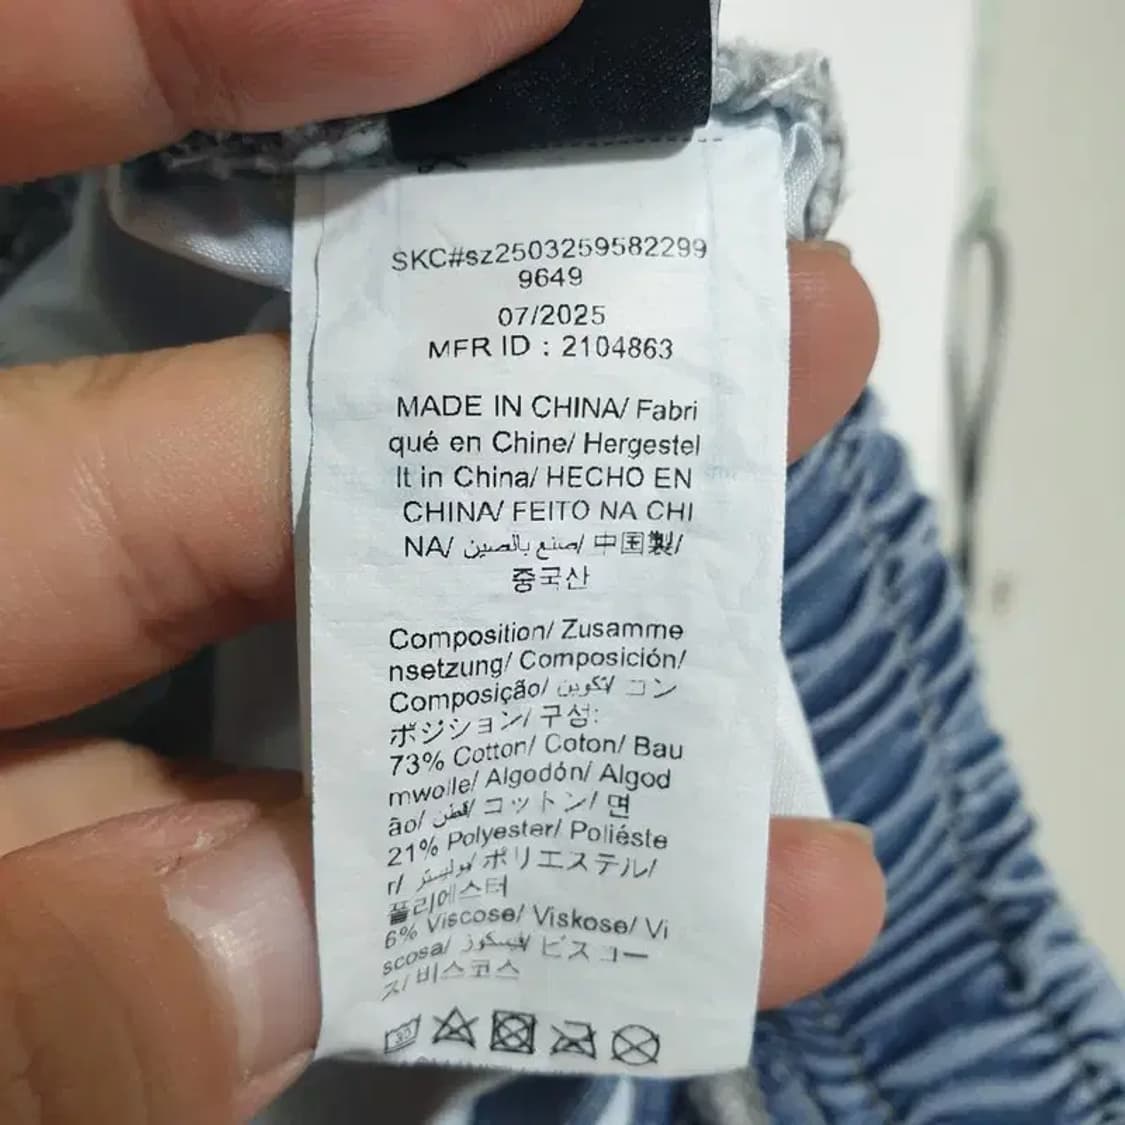 SKC#sz2503259582299
9649
07/2025
MFR ID : 2104863
MADE IN CHINA/ Fabri
qué en Chine/ Hergestel
lt in China/ HECHO EN
CHINA/ FEITO NA CHI
NA/ صنع بالصين/ 中国製/
중국산
Composition/ Zusamme
nsetzung/ Composición/
Composição/ تكوين/ コン
ポジション/ 구성:
73% Cotton/ Coton/ Bau
mwolle/ Algodón/ Algod
ão/ قطن/ コットン/ 면
21% Polyester/ Poliéste
r/ بوليستر/ ポリエステル/
폴리에스터
6% Viscose/ Viskose/ Vi
scosa/ فيسكوز/ ビスコー
ス/ 비스코스
30